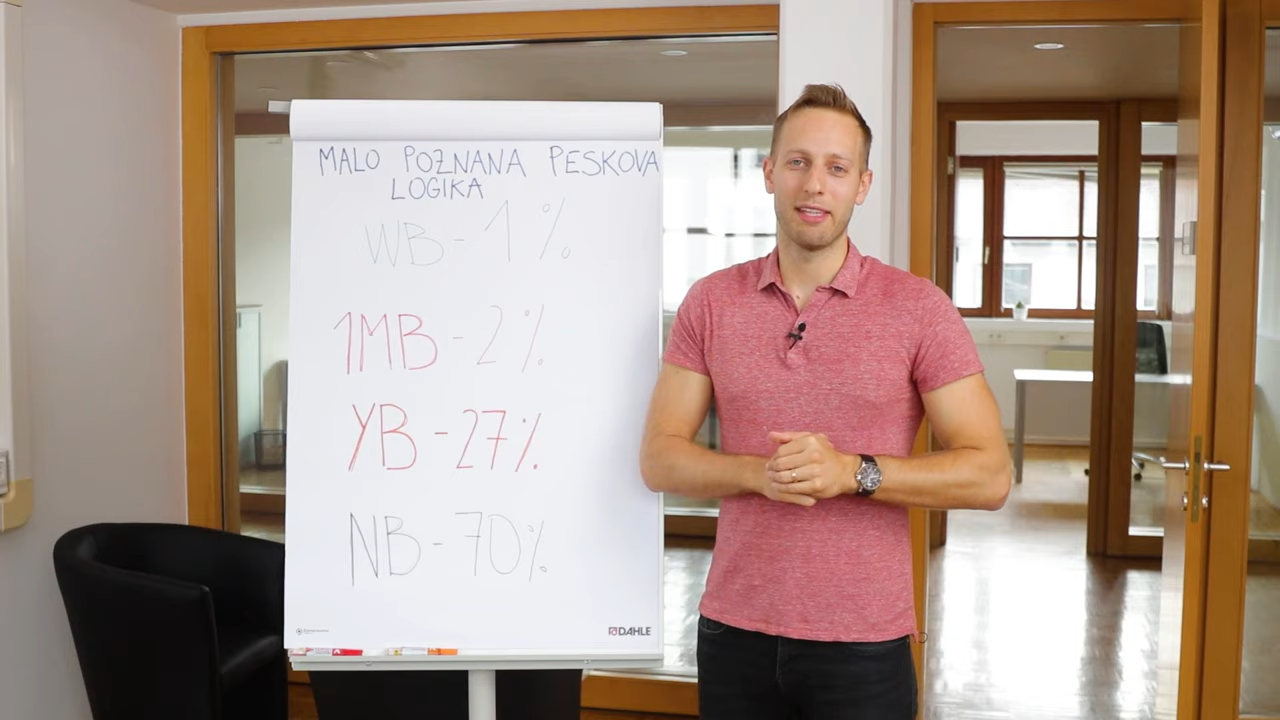 MALO POZNANA PESKOVA
LOGIKA
WB - 1%
1MB - 2%
YB - 27%
NB - 70%
DAHLE